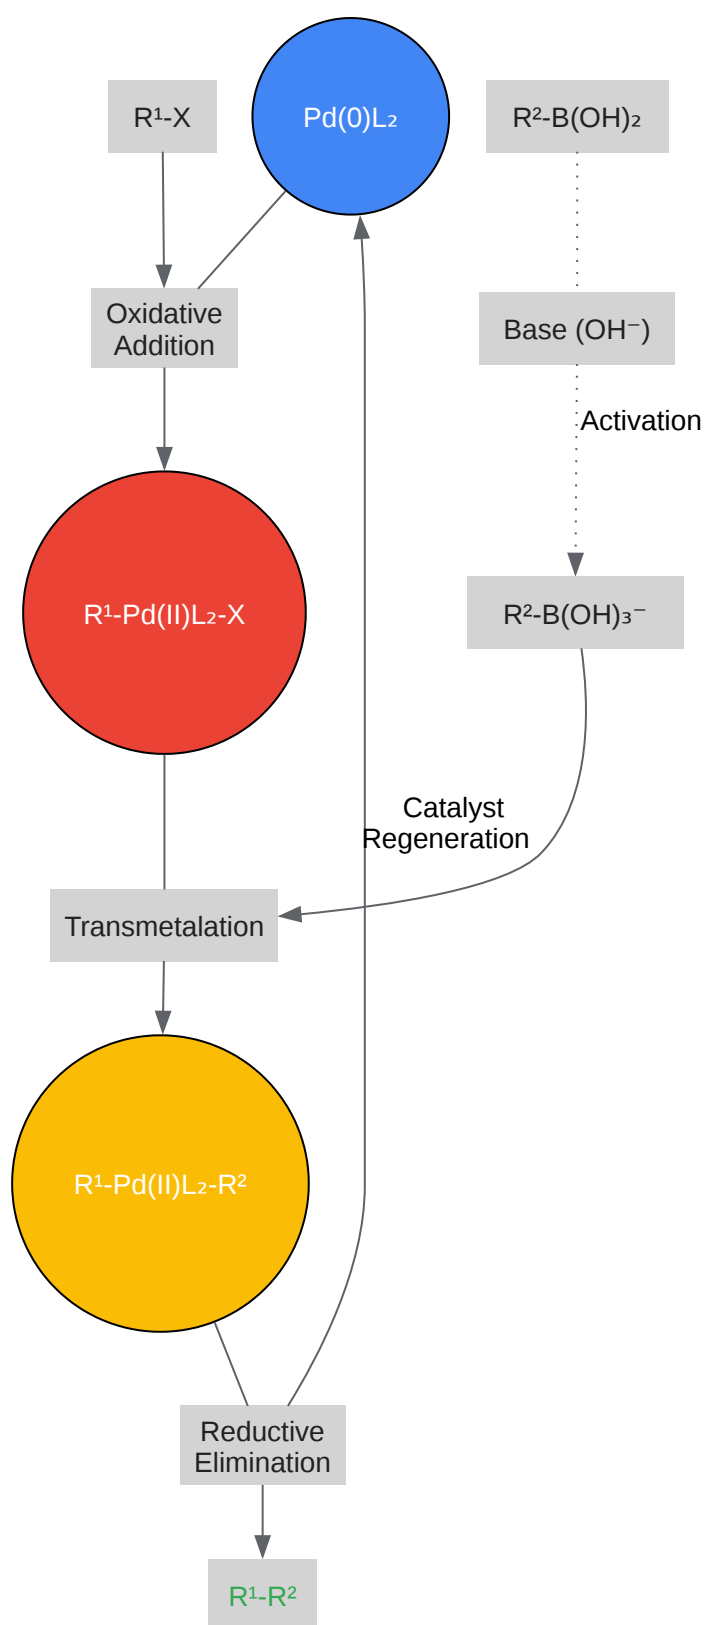 R¹-X
Pd(0)L₂
R²-B(OH)₂
Oxidative
Addition
Base (OH⁻)
Activation
R¹-Pd(II)L₂-X
R²-B(OH)₃⁻
Catalyst
Regeneration
Transmetalation
R¹-Pd(II)L₂-R²
Reductive
Elimination
R¹-R²